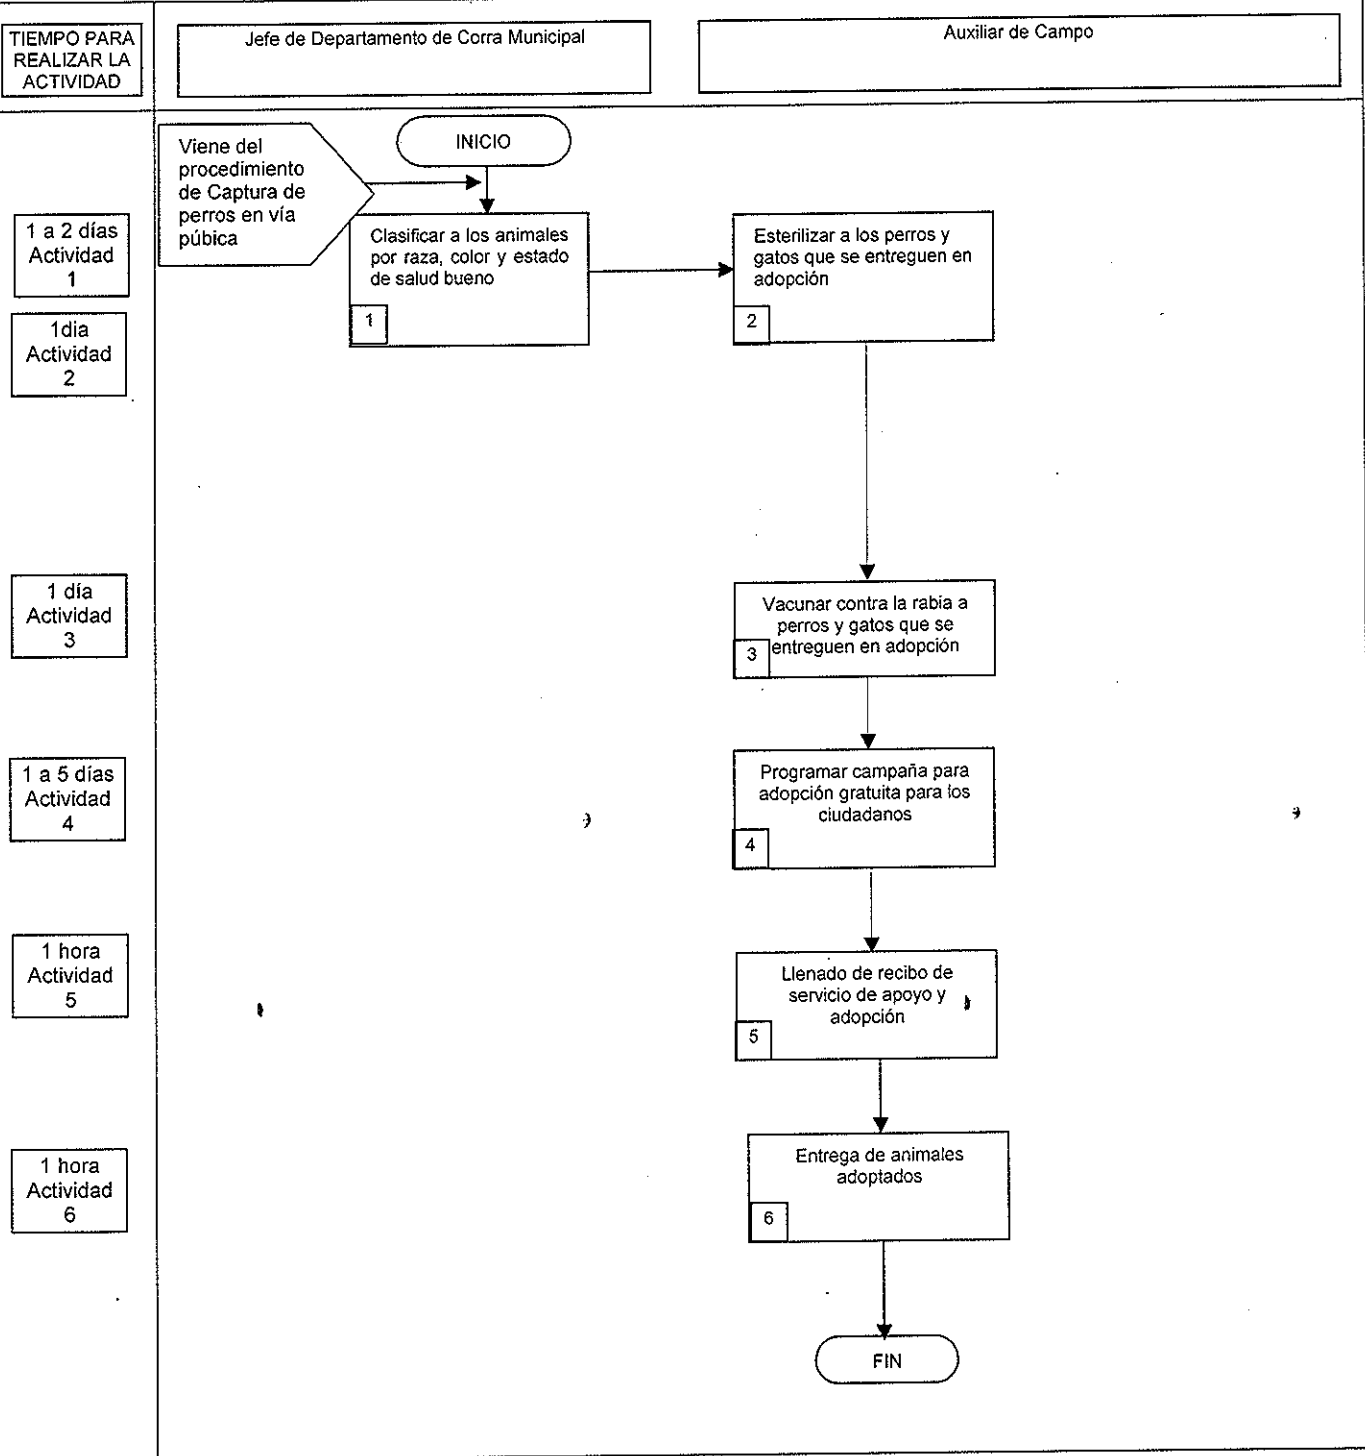 TIEMPO PARA
REALIZAR LA
ACTIVIDAD
Jefe de Departamento de Corra Municipal
Auxiliar de Campo
INICIO
Viene del
procedimiento
de Captura de
perros en vía
púbica
1 a 2 días
Actividad
1
Clasificar a los animales
por raza, color y estado
de salud bueno
1
Esterilizar a los perros y
gatos que se entreguen en
adopción
2
1dia
Actividad
2
1 día
Actividad
3
Vacunar contra la rabia a
perros y gatos que se
entreguen en adopción
3
1 a 5 días
Actividad
4
Programar campaña para
adopción gratuita para los
ciudadanos
4
1 hora
Actividad
5
Llenado de recibo de
servicio de apoyo y
adopción
5
1 hora
Actividad
6
Entrega de animales
adoptados
6
FIN